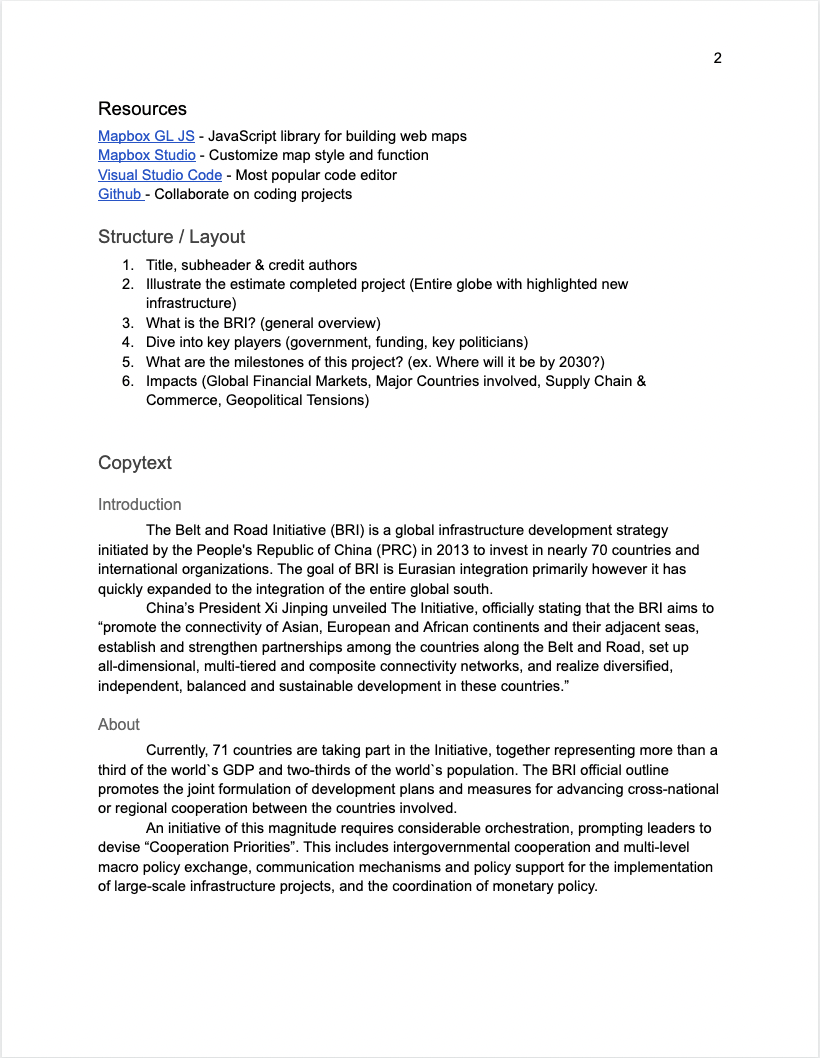 2
Resources
Mapbox GL JS - JavaScript library for building web maps
Mapbox Studio - Customize map style and function
Visual Studio Code - Most popular code editor
Github - Collaborate on coding projects
Structure / Layout
1. Title, subheader & credit authors
2. Illustrate the estimate completed project (Entire globe with highlighted new
infrastructure)
3. What is the BRI? (general overview)
4. Dive into key players (government, funding, key politicians)
5. What are the milestones of this project? (ex. Where will it be by 2030?)
6. Impacts (Global Financial Markets, Major Countries involved, Supply Chain &
Commerce, Geopolitical Tensions)
Copytext
Introduction
The Belt and Road Initiative (BRI) is a global infrastructure development strategy
initiated by the People's Republic of China (PRC) in 2013 to invest in nearly 70 countries and
international organizations. The goal of BRI is Eurasian integration primarily however it has
quickly expanded to the integration of the entire global south.
China’s President Xi Jinping unveiled The Initiative, officially stating that the BRI aims to
“promote the connectivity of Asian, European and African continents and their adjacent seas,
establish and strengthen partnerships among the countries along the Belt and Road, set up
all-dimensional, multi-tiered and composite connectivity networks, and realize diversified,
independent, balanced and sustainable development in these countries.”
About
Currently, 71 countries are taking part in the Initiative, together representing more than a
third of the world`s GDP and two-thirds of the world`s population. The BRI official outline
promotes the joint formulation of development plans and measures for advancing cross-national
or regional cooperation between the countries involved.
An initiative of this magnitude requires considerable orchestration, prompting leaders to
devise “Cooperation Priorities”. This includes intergovernmental cooperation and multi-level
macro policy exchange, communication mechanisms and policy support for the implementation
of large-scale infrastructure projects, and the coordination of monetary policy.